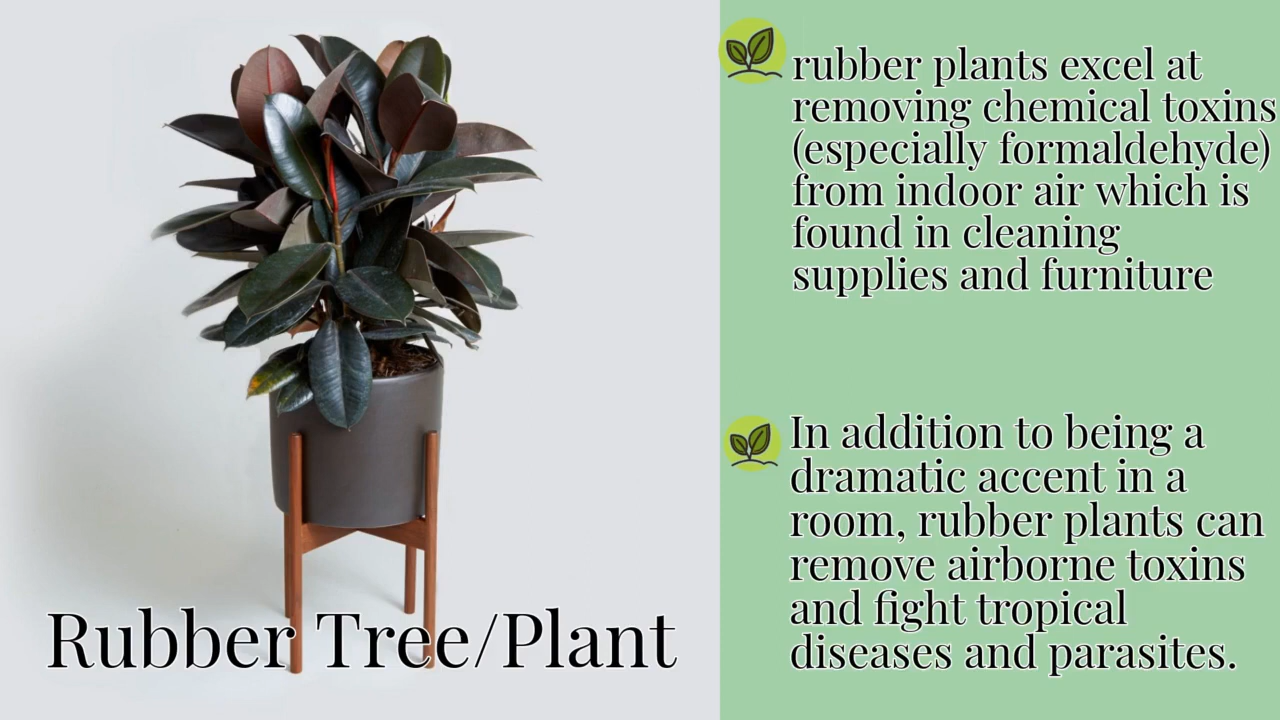 rubber plants excel at
removing chemical toxins
(especially formaldehyde)
from indoor air which is
found in cleaning
supplies and furniture
In addition to being a
dramatic accent in a
room, rubber plants can
remove airborne toxins
and fight tropical
diseases and parasites.
Rubber Tree/Plant